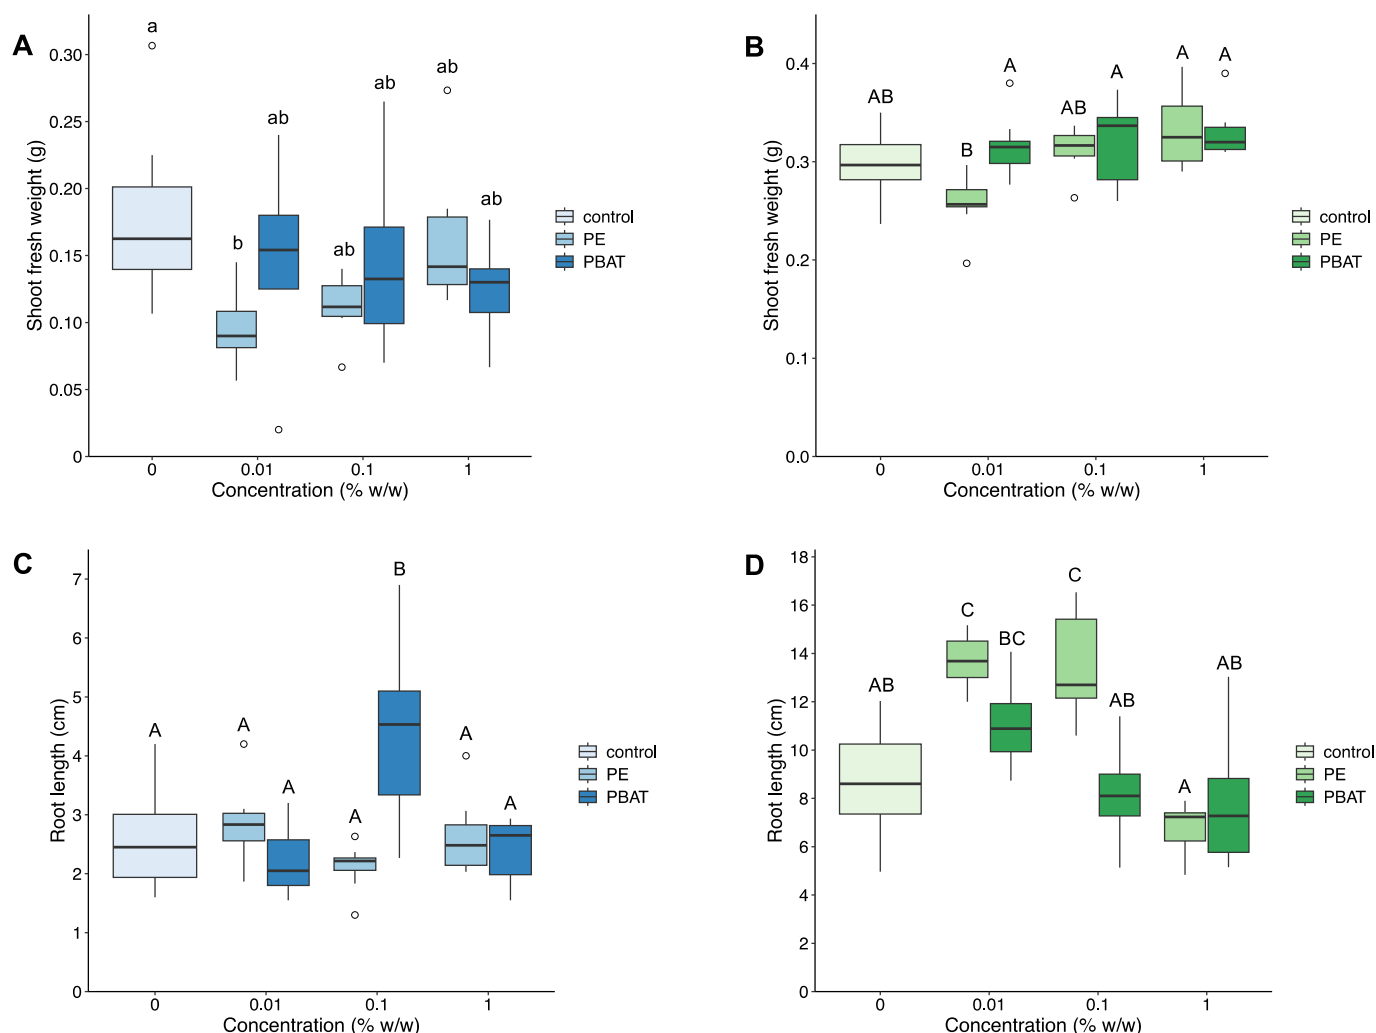 A
Shoot fresh weight (g)
0.30
0.25
0.20
0.15
0.10
0.05
0
a
b
ab
ab
ab
ab
ab
0
0.01
0.1
1
Concentration (% w/w)
control
PE
PBAT
B
Shoot fresh weight (g)
0.4
0.3
0.2
0.1
0.0
AB
B
A
AB
A
A
A
0
0.01
0.1
1
Concentration (% w/w)
control
PE
PBAT
C
Root length (cm)
7
6
5
4
3
2
1
0
A
A
A
A
B
A
A
0
0.01
0.1
1
Concentration (% w/w)
control
PE
PBAT
D
Root length (cm)
18
16
14
12
10
8
6
4
2
0
AB
C
BC
C
AB
A
AB
0
0.01
0.1
1
Concentration (% w/w)
control
PE
PBAT